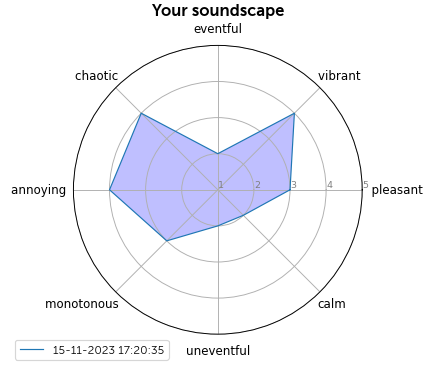 Your soundscape
eventful
chaotic vibrant
annoying 1 2 3 4 5 pleasant
monotonous calm
15-11-2023 17:20:35 uneventful